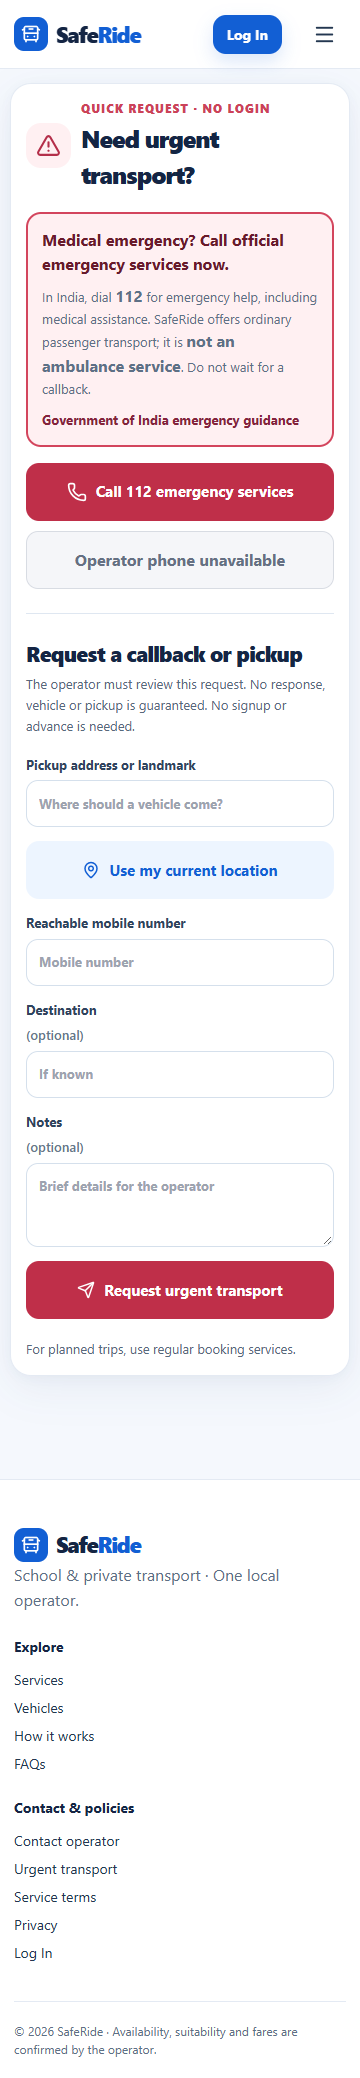 SafeRide
Log In
QUICK REQUEST · NO LOGIN
Need urgent
transport?
Medical emergency? Call official
emergency services now.
In India, dial 112 for emergency help, including
medical assistance. SafeRide offers ordinary
passenger transport; it is not an
ambulance service. Do not wait for a
callback.
Government of India emergency guidance
Call 112 emergency services
Operator phone unavailable
Request a callback or pickup
The operator must review this request. No response,
vehicle or pickup is guaranteed. No signup or
advance is needed.
Pickup address or landmark
Where should a vehicle come?
Use my current location
Reachable mobile number
Mobile number
Destination
(optional)
If known
Notes
(optional)
Brief details for the operator
Request urgent transport
For planned trips, use regular booking services.
SafeRide
School & private transport · One local
operator.
Explore
Services
Vehicles
How it works
FAQs
Contact & policies
Contact operator
Urgent transport
Service terms
Privacy
Log In
© 2026 SafeRide · Availability, suitability and fares are
confirmed by the operator.